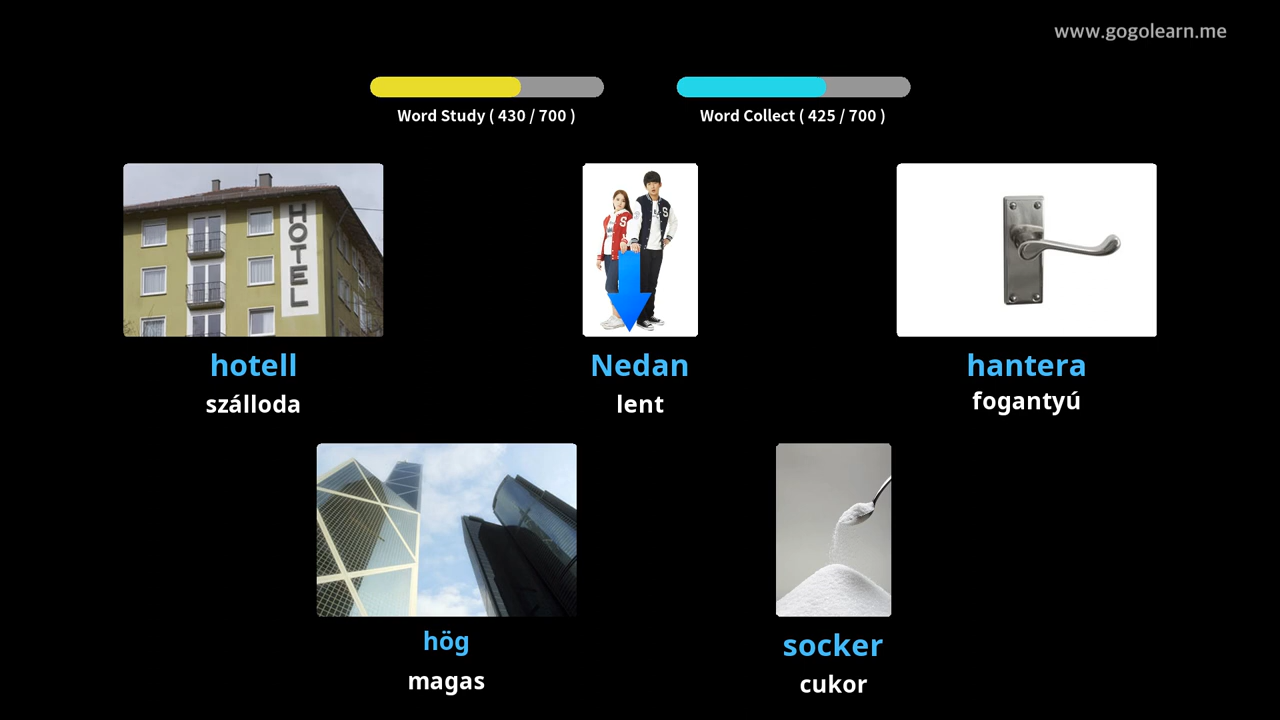 www.gogolearn.me
Word Study ( 430 / 700 )
Word Collect ( 425 / 700 )
HOTEL
S
S
hotell
szálloda
Nedan
lent
hantera
fogantyú
hög
magas
socker
cukor